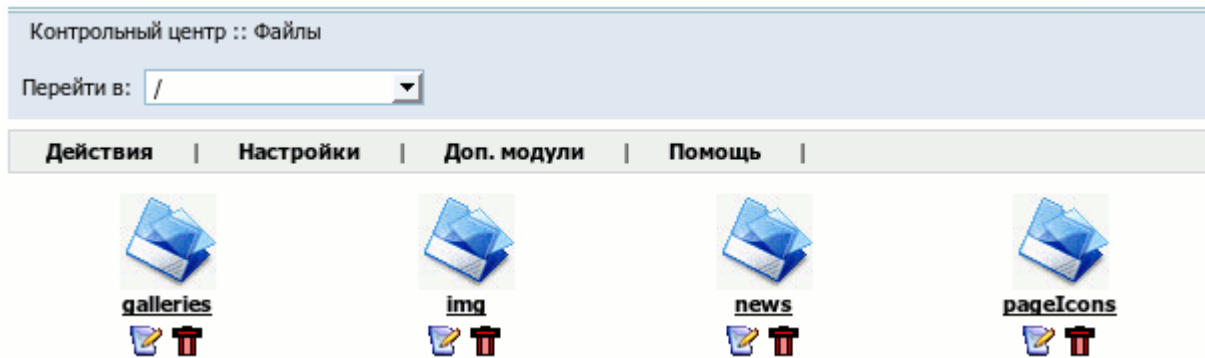 Контрольный центр :: Файлы
Перейти в: /
Действия | Настройки | Доп. модули | Помощь |
galleries img news pageIcons